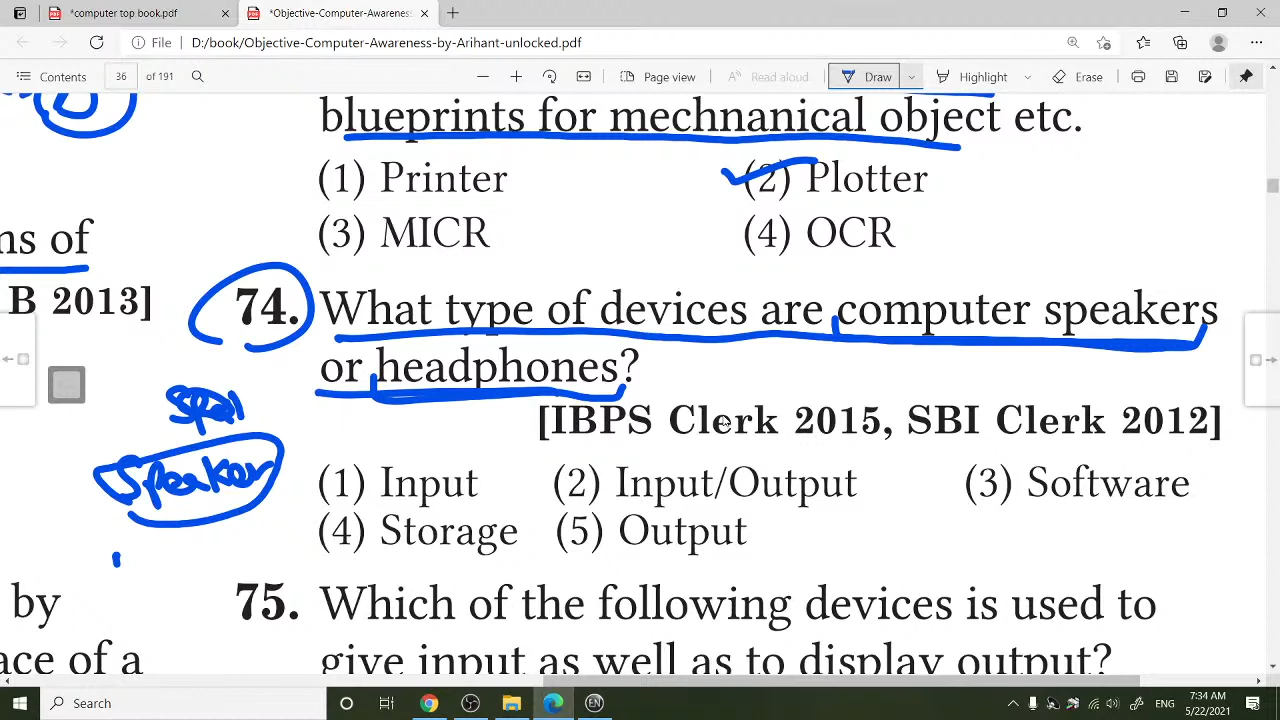 *computer top book.pdf
*Objective-Computer-Awareness
File
D:/book/Objective-Computer-Awareness-by-Arihant-unlocked.pdf
Contents
36
of 191
Page view
Read aloud
Draw
Highlight
Erase
blueprints for mechnanical object etc.
(1) Printer
(2) Plotter
(3) MICR
(4) OCR
ns of
B 2013]
74. What type of devices are computer speakers
or headphones?
[IBPS Clerk 2015, SBI Clerk 2012]
Speaker
(1) Input (2) Input/Output (3) Software
(4) Storage (5) Output
by
75. Which of the following devices is used to
ace of a
give input as well as to display output?
Search
EN
ENG
7:34 AM
5/22/2021